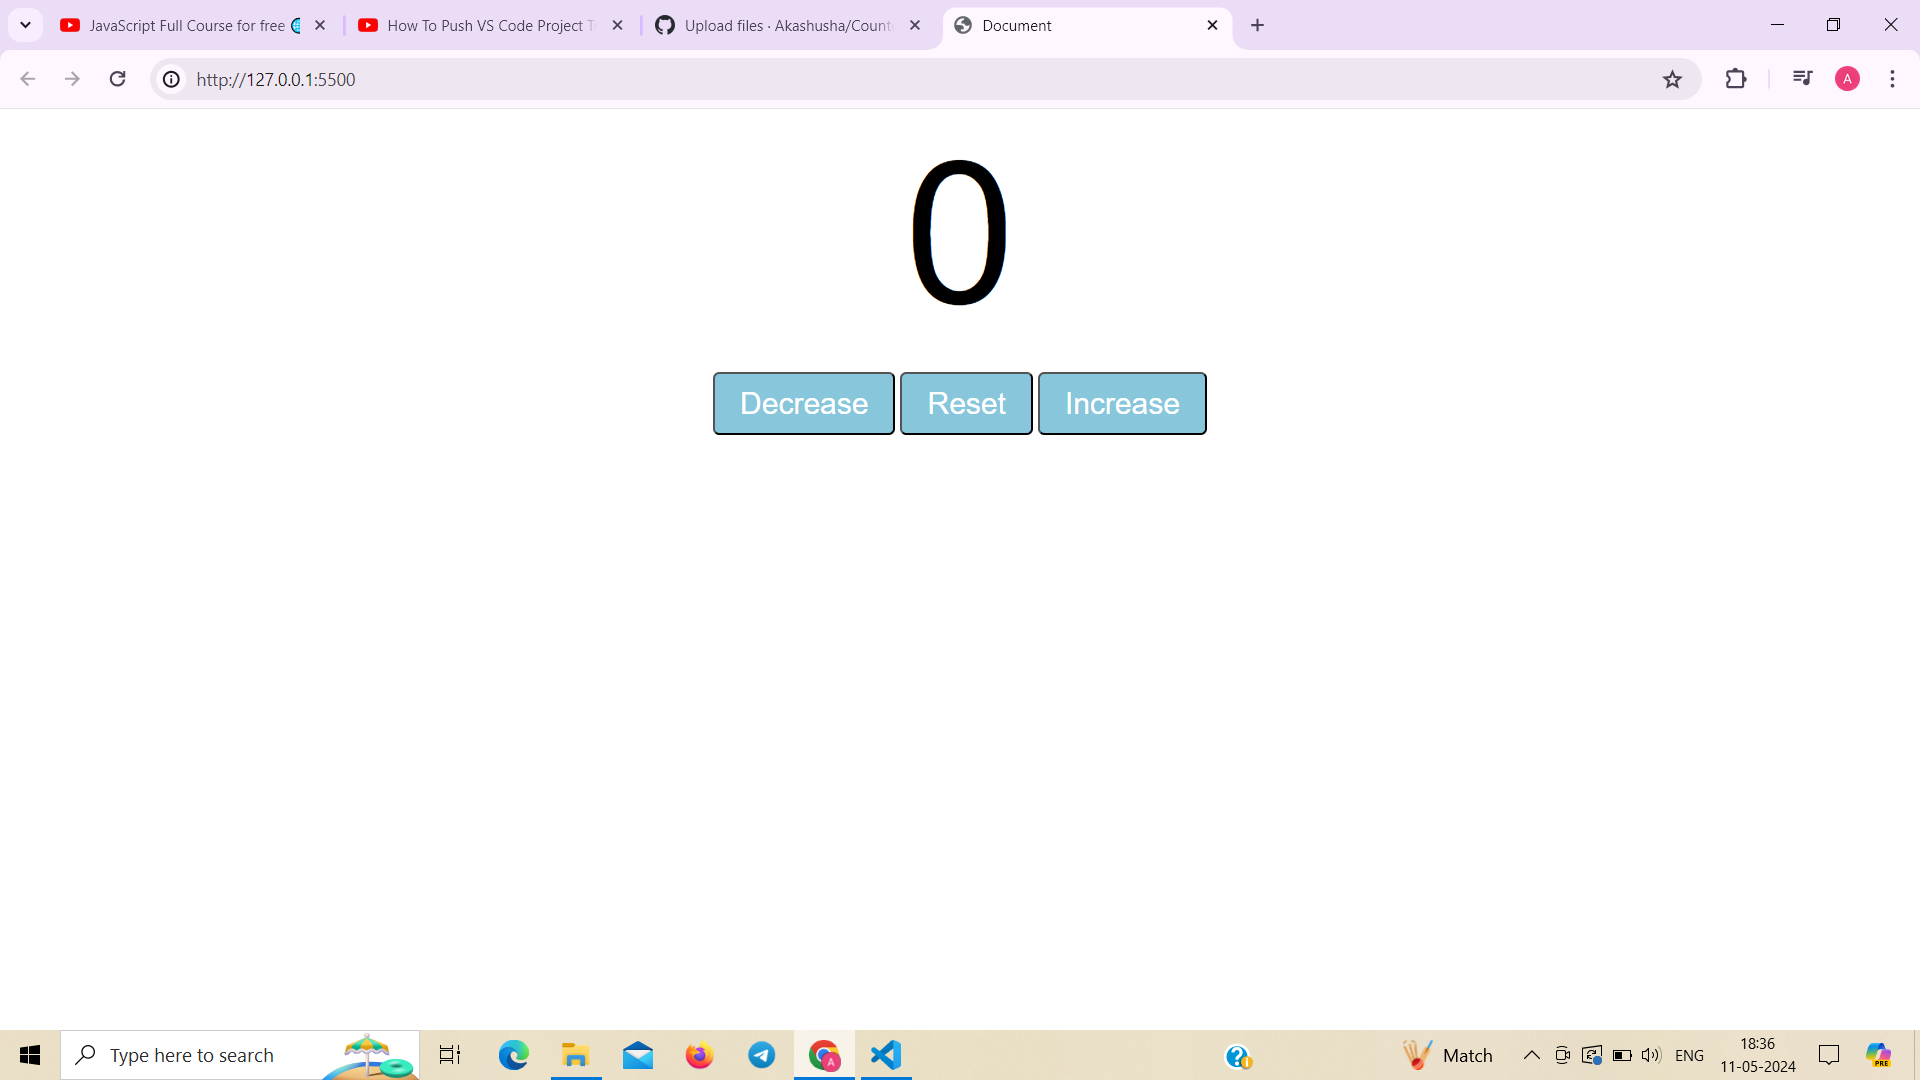 JavaScript Full Course for free
How To Push VS Code Project T
Upload files · Akashusha/Count
Document
http://127.0.0.1:5500
A
0
Decrease
Reset
Increase
Type here to search
A
Match
ENG
18:36
11-05-2024
PRE